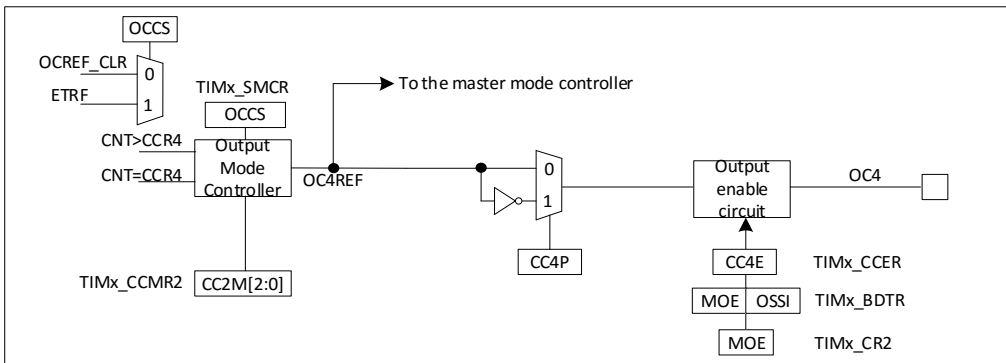 OCCS
OCREF_CLR
0
ETRF
1
TIMx_SMCR
OCCS
To the master mode controller
CNT>CCR4
CNT=CCR4
Output
Mode
Controller
OC4REF
0
1
CC4P
Output
enable
circuit
OC4
TIMx_CCMR2
CC2M[2:0]
CC4E
TIMx_CCER
MOE
OSSI
TIMx_BDTR
MOE
TIMx_CR2